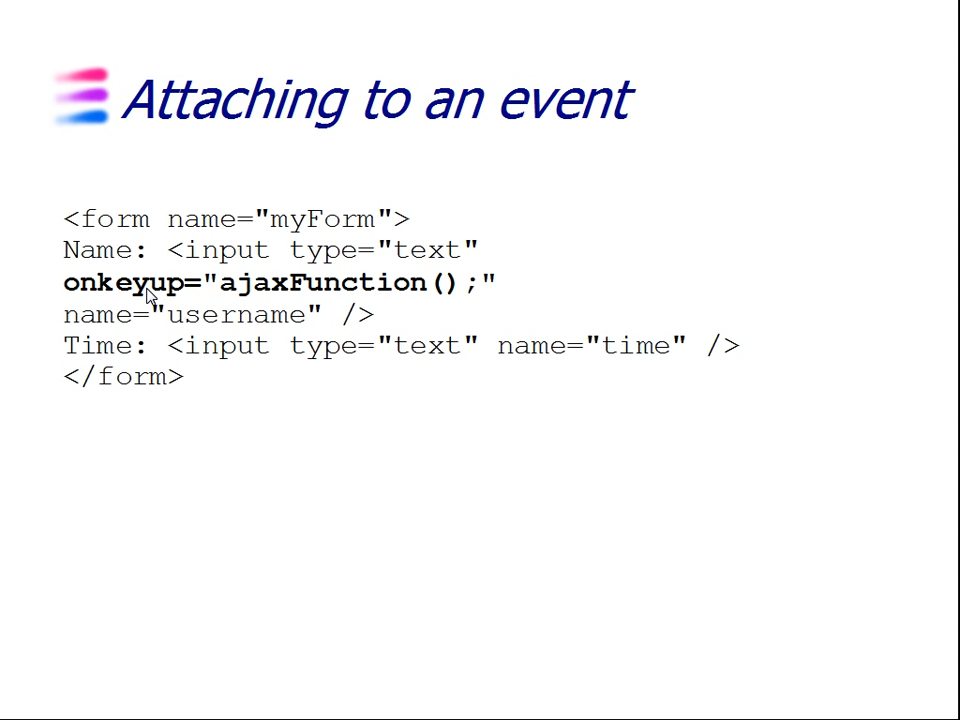 Attaching to an event
<form name="myForm">
Name: <input type="text"
onkeyup="ajaxFunction();"
name="username" />
Time: <input type="text" name="time" />
</form>